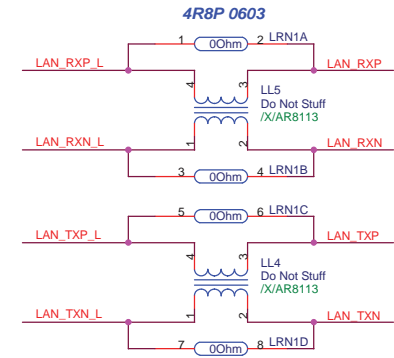 4R8P 0603
1 0Ohm 2 LRN1A
LAN_RXP_L LAN_RXP
4 3
LL5
Do Not Stuff
/X/AR8113
1 2
LAN_RXN_L LAN_RXN
3 0Ohm 4 LRN1B
5 0Ohm 6 LRN1C
LAN_TXP_L LAN_TXP
4 3
LL4
Do Not Stuff
/X/AR8113
1 2
LAN_TXN_L LAN_TXN
7 0Ohm 8 LRN1D